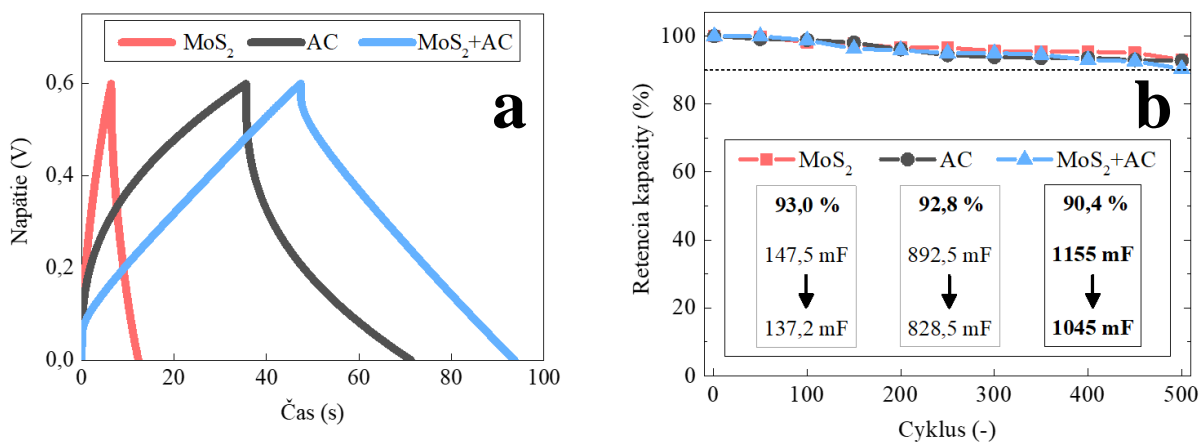 MoS₂ AC MoS₂+AC
a
Napätie (V)
0,6
0,4
0,2
0,0
0 20 40 60 80 100
Čas (s)
b
Retencia kapacity (%)
100
80
60
40
20
0
MoS₂ AC MoS₂+AC
93,0 % 92,8 % 90,4 %
147,5 mF 892,5 mF 1155 mF
137,2 mF 828,5 mF 1045 mF
0 100 200 300 400 500
Cyklus (-)